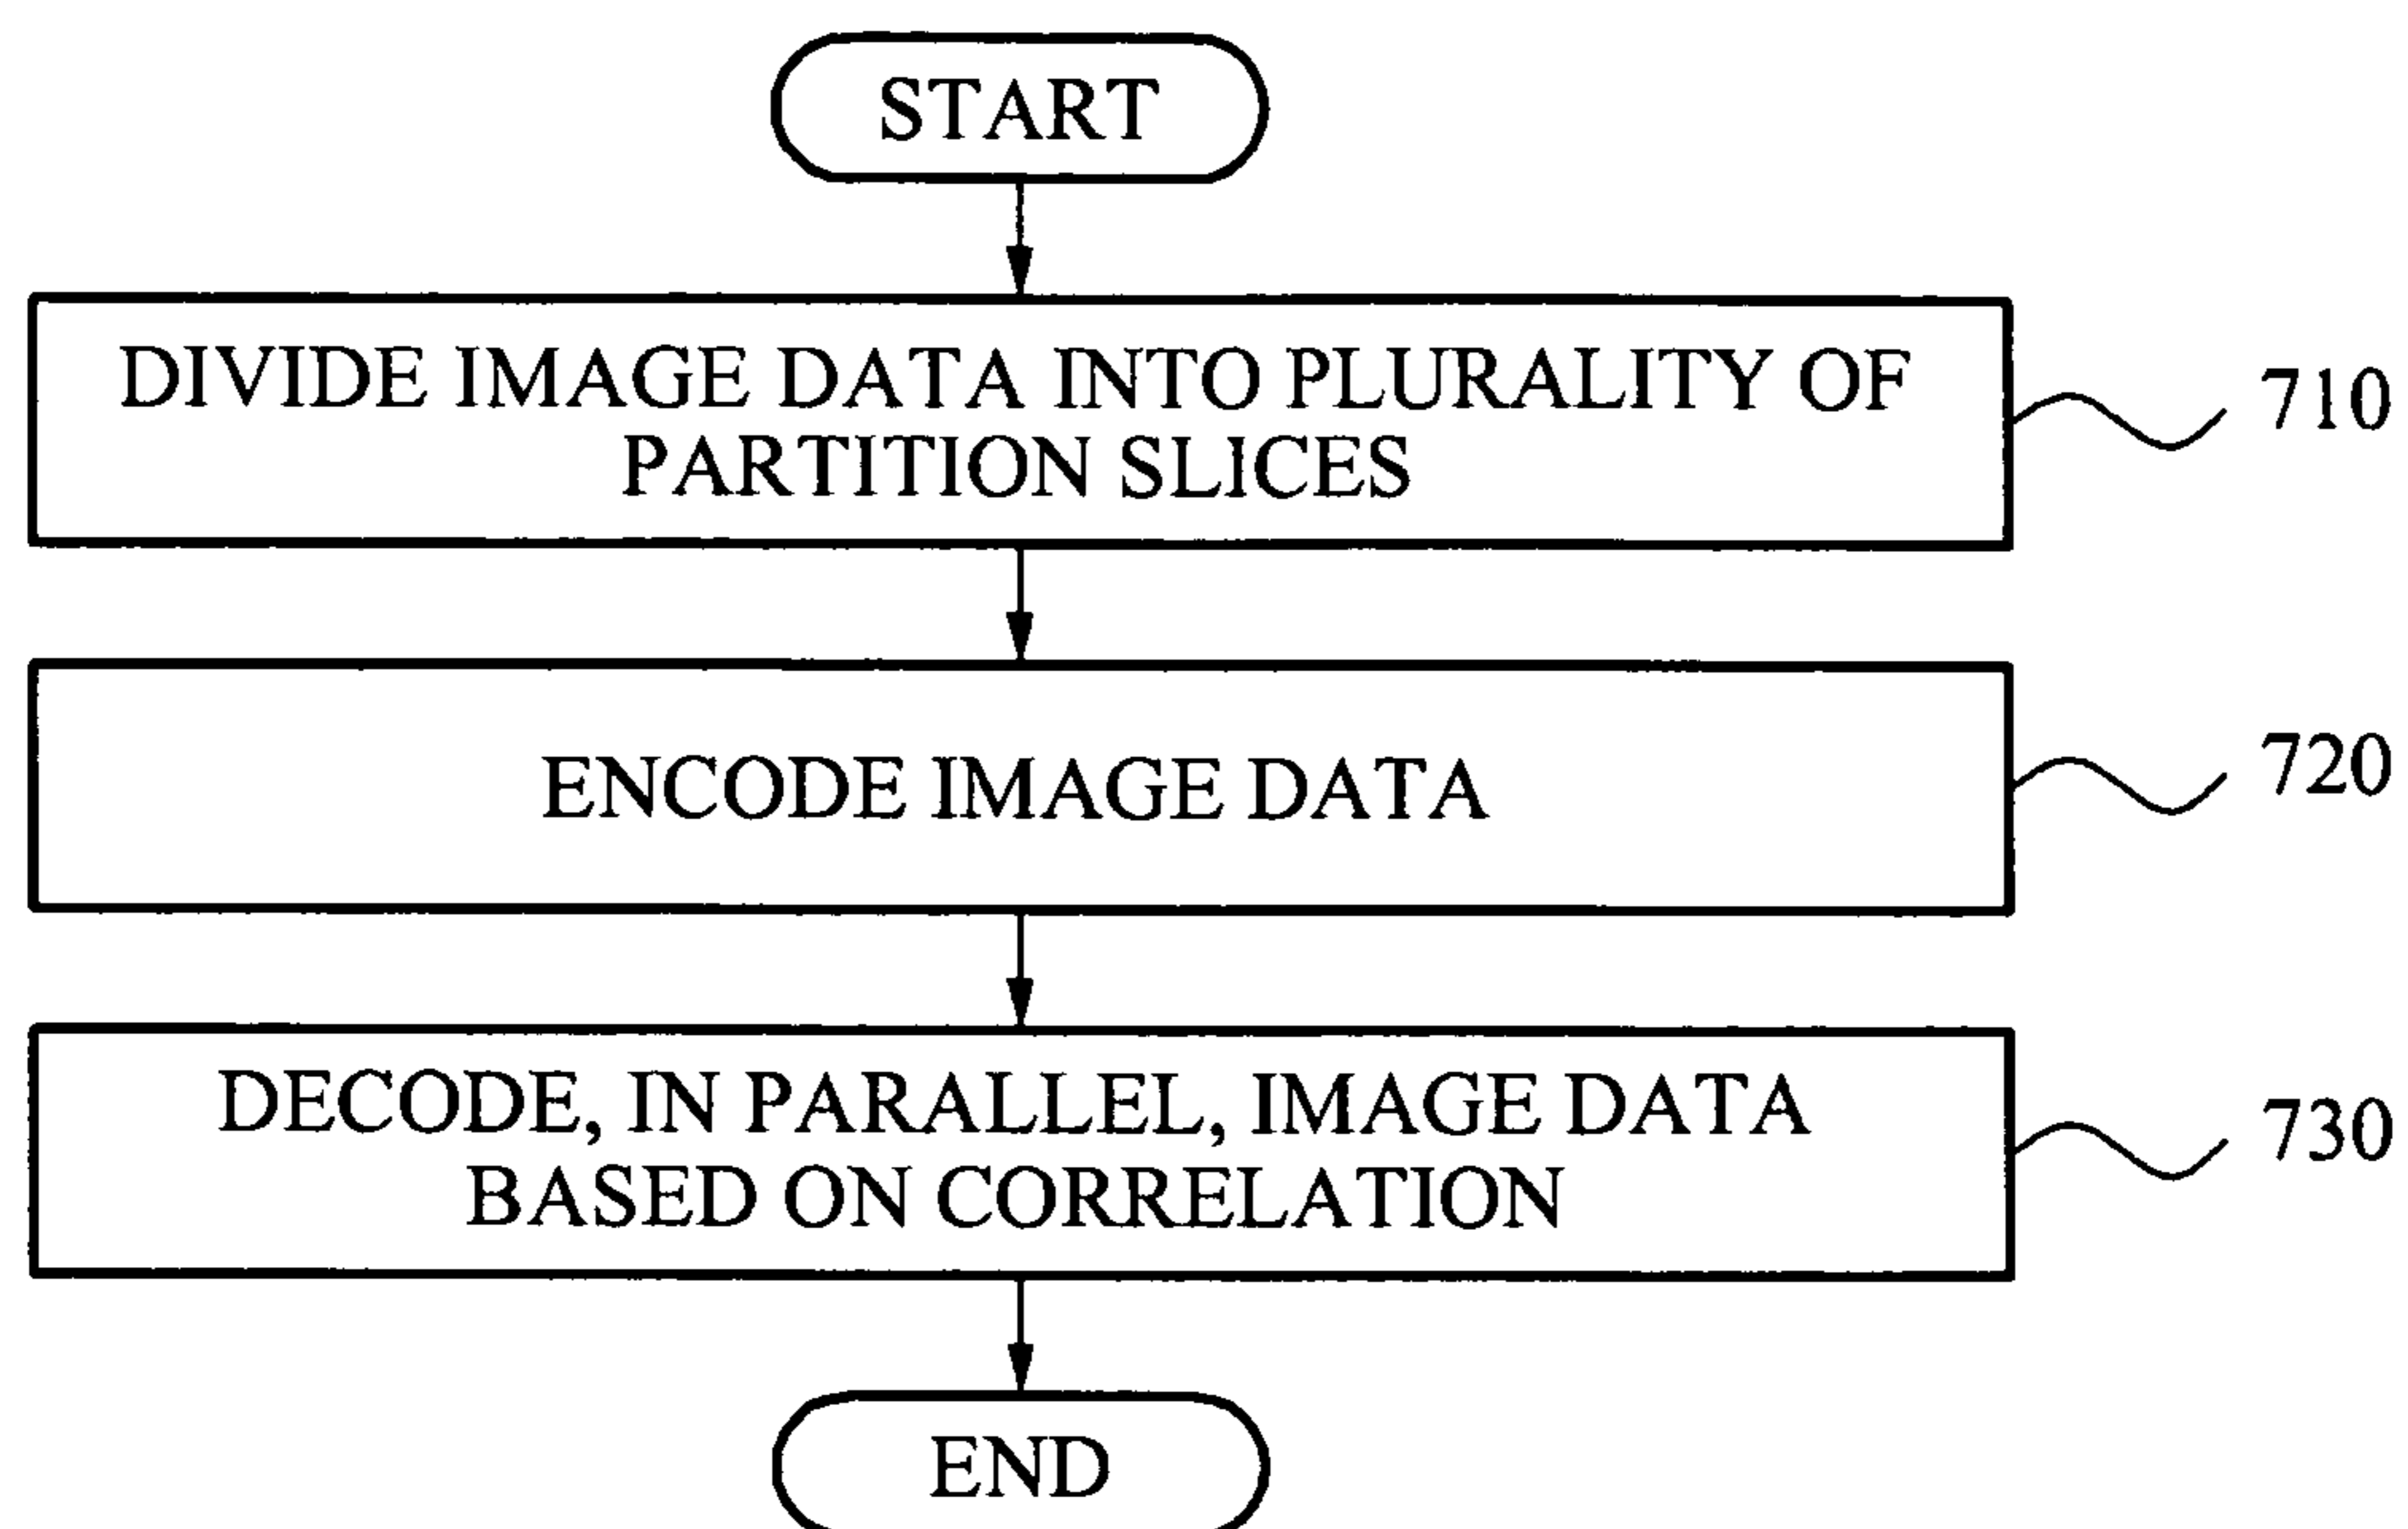 START
DIVIDE IMAGE DATA INTO PLURALITY OF
PARTITION SLICES
710
ENCODE IMAGE DATA
720
DECODE, IN PARALLEL, IMAGE DATA
BASED ON CORRELATION
730
END